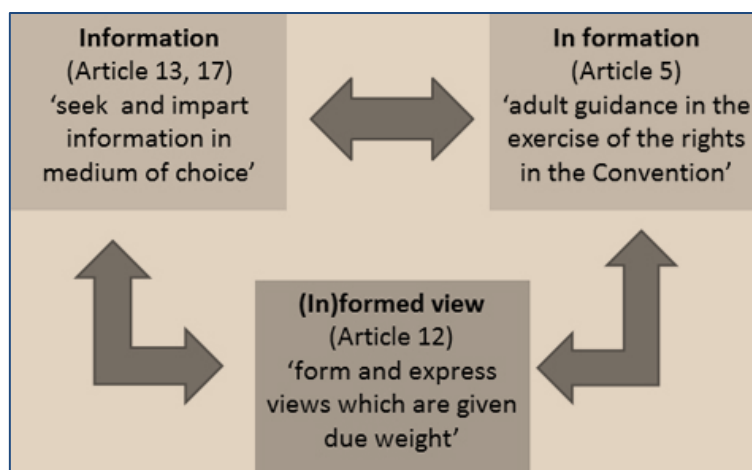 Information
(Article 13, 17)
‘seek and impart
information in
medium of choice’
In formation
(Article 5)
‘adult guidance in the
exercise of the rights
in the Convention’
(In)formed view
(Article 12)
‘form and express
views which are given
due weight’